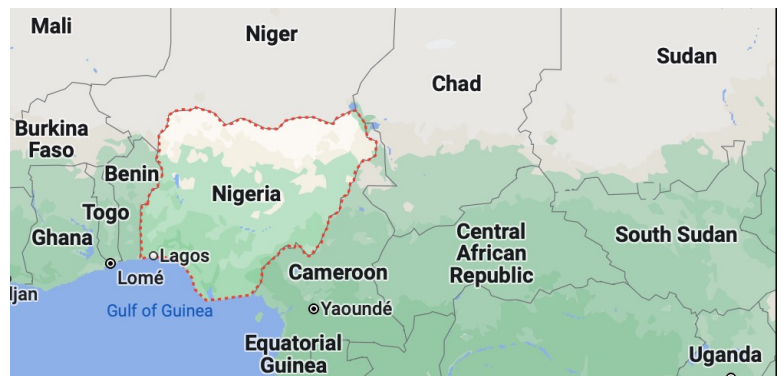 Mali
Niger
Sudan
Chad
Burkina
Faso
Benin
Nigeria
Togo
Ghana
Central
African
Republic
South Sudan
Lagos
Lomé
Cameroon
ljan
Gulf of Guinea
Yaoundé
Equatorial
Guinea
Uganda